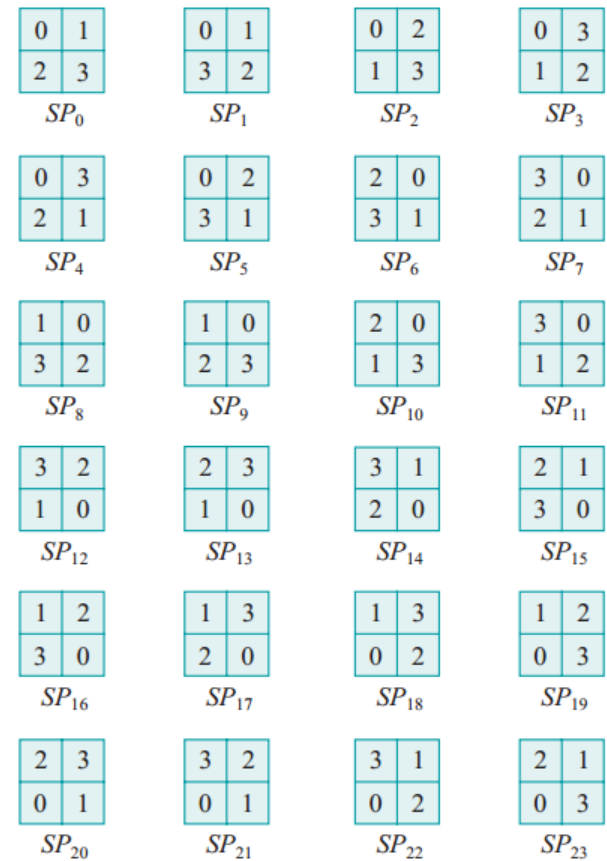 0 1 0 1 0 2 0 3
2 3 3 2 1 3 1 2
SP₀ SP₁ SP₂ SP₃
0 3 0 2 2 0 3 0
2 1 3 1 3 1 2 1
SP₄ SP₅ SP₆ SP₇
1 0 1 0 2 0 3 0
3 2 2 3 1 3 1 2
SP₈ SP₉ SP₁₀ SP₁₁
3 2 2 3 3 1 2 1
1 0 1 0 2 0 3 0
SP₁₂ SP₁₃ SP₁₄ SP₁₅
1 2 1 3 1 3 1 2
3 0 2 0 0 2 0 3
SP₁₆ SP₁₇ SP₁₈ SP₁₉
2 3 3 2 3 1 2 1
0 1 0 1 0 2 0 3
SP₂₀ SP₂₁ SP₂₂ SP₂₃